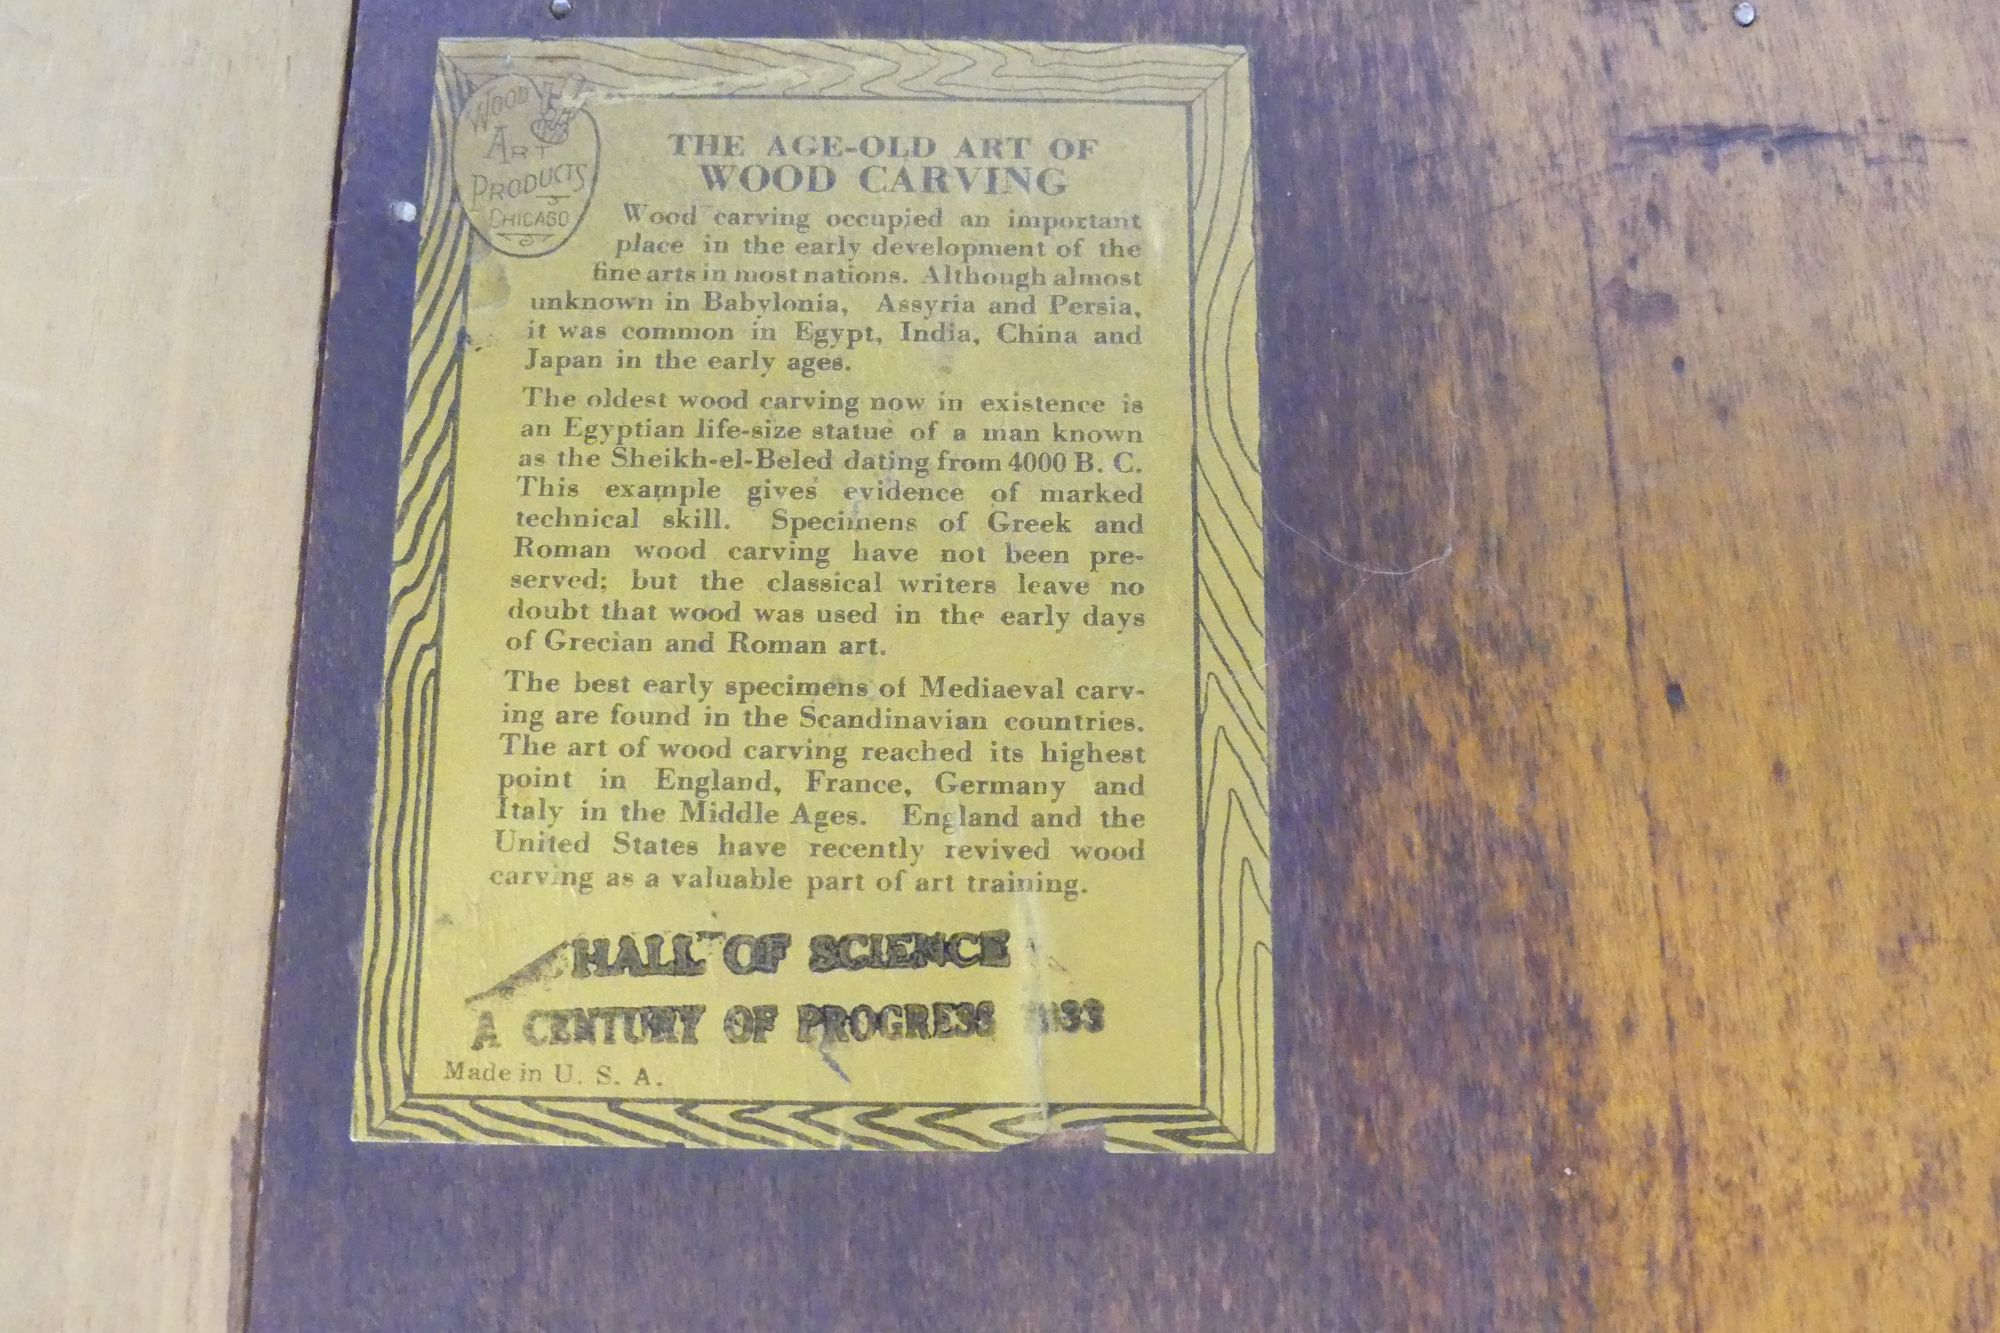 WOOD
ART
PRODUCTS
CHICAGO
THE AGE-OLD ART OF
WOOD CARVING
Wood carving occupied an important
place in the early development of the
fine arts in most nations. Although almost
unknown in Babylonia, Assyria and Persia,
it was common in Egypt, India, China and
Japan in the early ages.
The oldest wood carving now in existence is
an Egyptian life-size statue of a man known
as the Sheikh-el-Beled dating from 4000 B. C.
This example gives evidence of marked
technical skill. Specimens of Greek and
Roman wood carving have not been pre-
served; but the classical writers leave no
doubt that wood was used in the early days
of Grecian and Roman art.
The best early specimens of Mediaeval carv-
ing are found in the Scandinavian countries.
The art of wood carving reached its highest
point in England, France, Germany and
Italy in the Middle Ages. England and the
United States have recently revived wood
carving as a valuable part of art training.
HALL OF SCIENCE
A CENTURY OF PROGRESS 1933
Made in U. S. A.